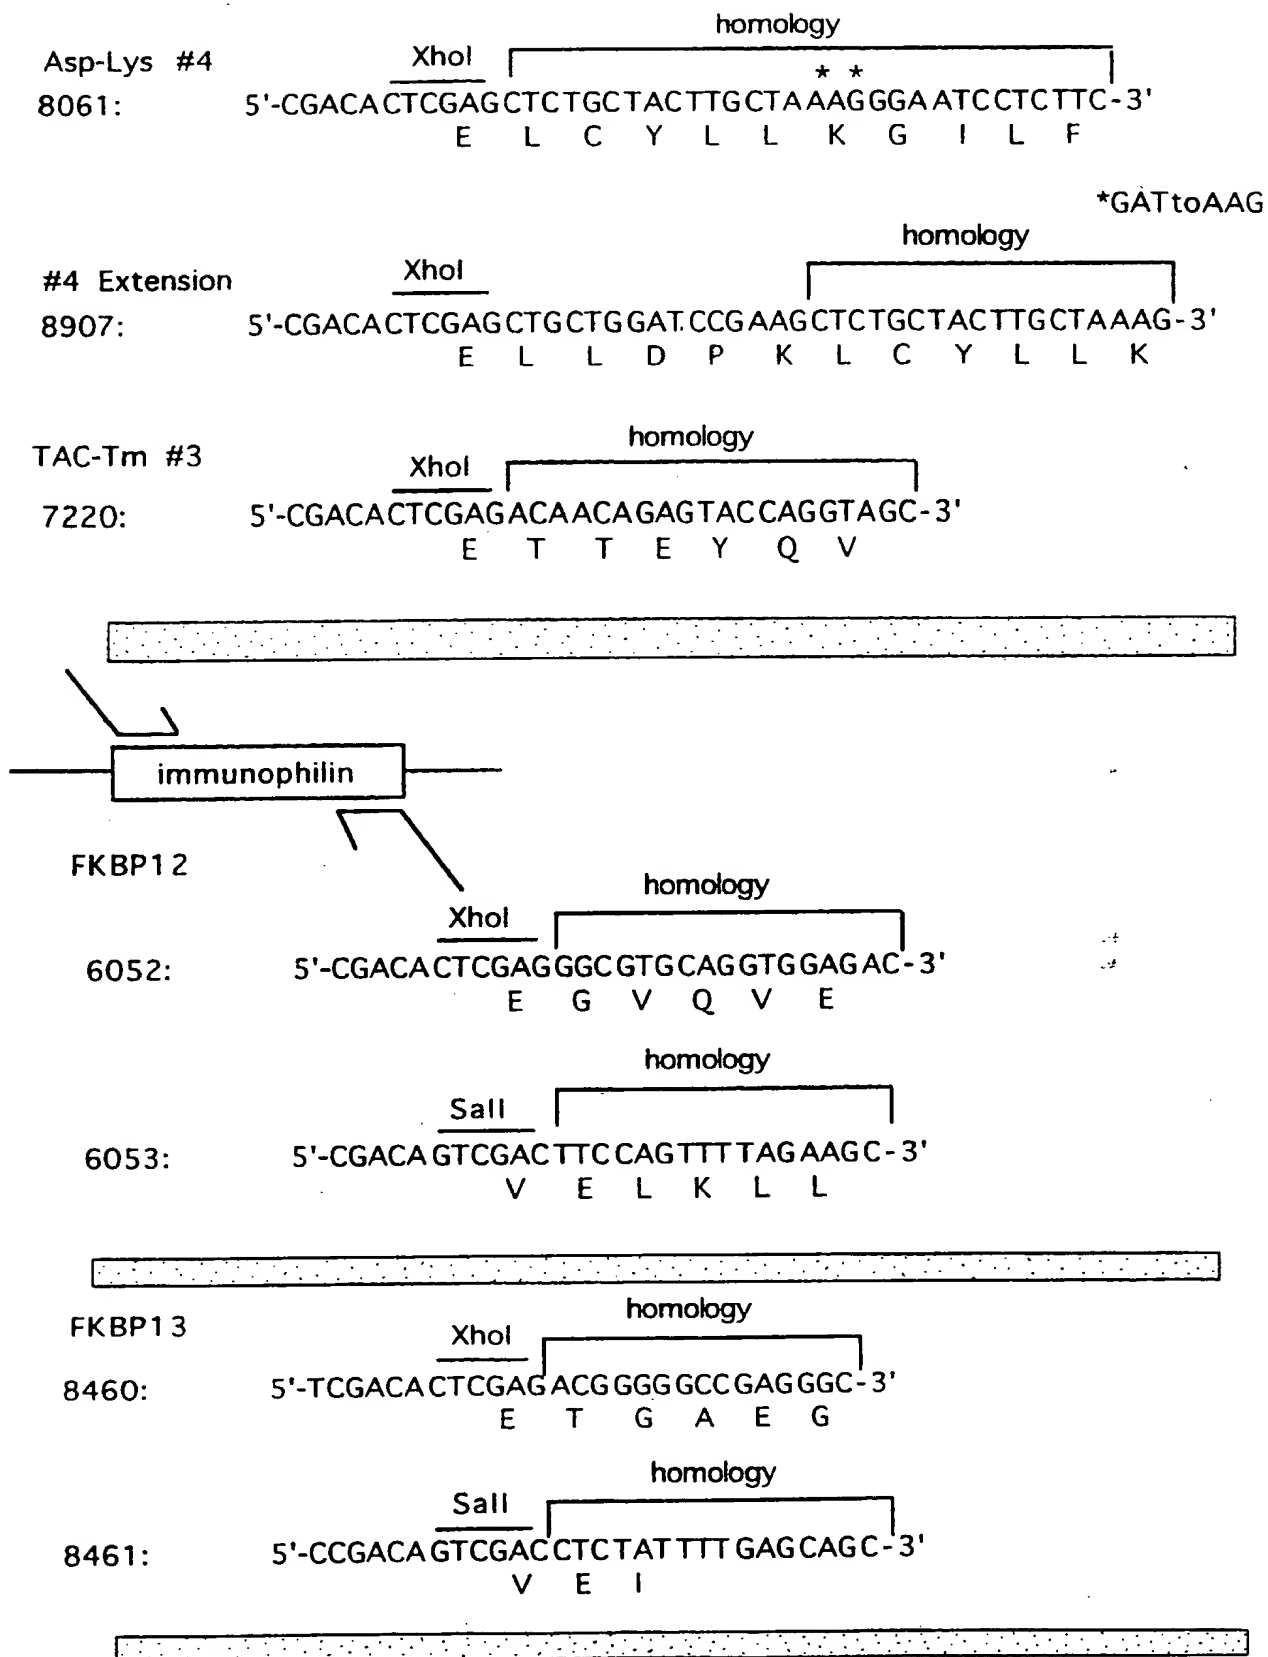 homology
Asp-Lys #4
XhoI
* *
8061: 5'-CGACACTCGAGCTCTGCTACTTGCTAAAGGGAATCCTCTTC-3'
E L C Y L L K G I L F
*GATtoAAG
homology
#4 Extension
XhoI
8907: 5'-CGACACTCGAGCTGCTGGATCCGAAGCTCTGCTACTTGCTAAAG-3'
E L L D P K L C Y L L K
homology
TAC-Tm #3
XhoI
7220: 5'-CGACACTCGAGACAACAGAGTACCAGGTAGC-3'
E T T E Y Q V
immunophilin
FKBP12
homology
XhoI
6052: 5'-CGACACTCGAGGGCGTGCAGGTGGAGAC-3'
E G V Q V E
homology
SalI
6053: 5'-CGACAGTCGACTTCCAGTTTTAGAAGC-3'
V E L K L L
homology
FKBP13
XhoI
8460: 5'-TCGACACTCGAGACGGGGGCCGAGGGC-3'
E T G A E G
homology
SalI
8461: 5'-CCGACAGTCGACCTCTATTTTGAGCAGC-3'
V E I